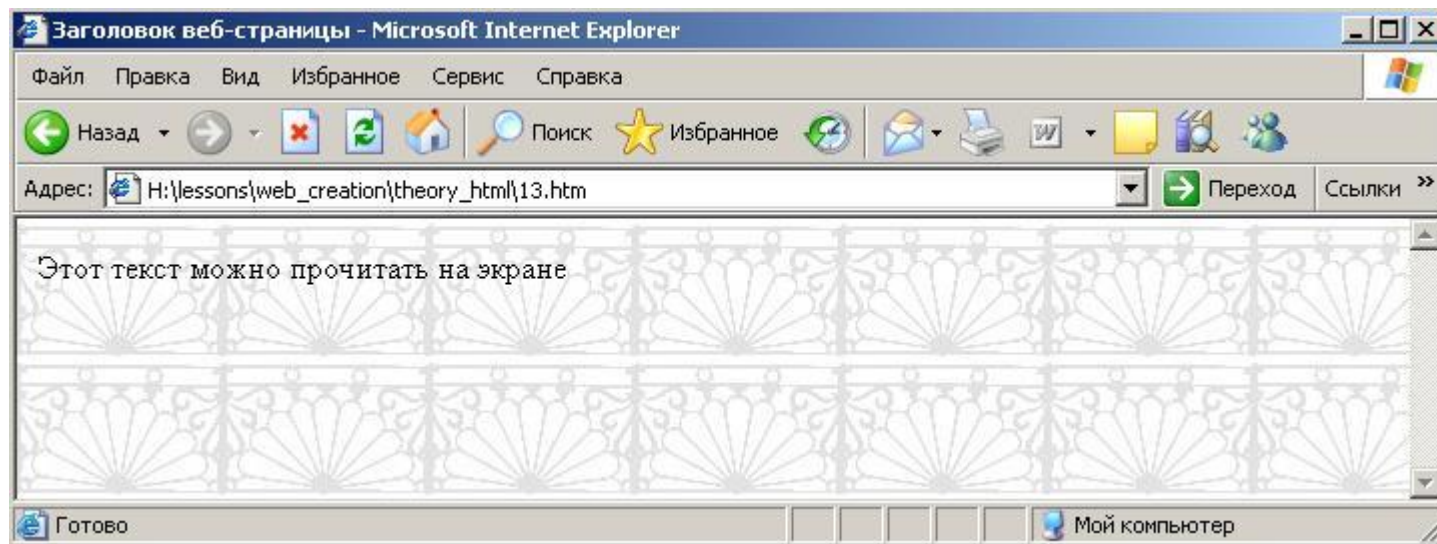 Заголовок веб-страницы - Microsoft Internet Explorer
Файл Правка Вид Избранное Сервис Справка
Назад Поиск Избранное
Адрес: H:\lessons\web_creation\theory_html\13.htm Переход Ссылки »
Этот текст можно прочитать на экране
Готово Мой компьютер